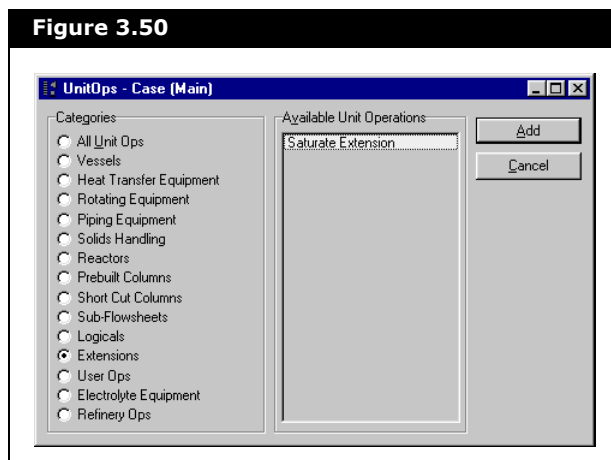 Figure 3.50
UnitOps - Case (Main)
Categories
All Unit Ops
Vessels
Heat Transfer Equipment
Rotating Equipment
Piping Equipment
Solids Handling
Reactors
Prebuilt Columns
Short Cut Columns
Sub-Flowsheets
Logicals
Extensions
User Ops
Electrolyte Equipment
Refinery Ops
Available Unit Operations
Saturate Extension
Add
Cancel